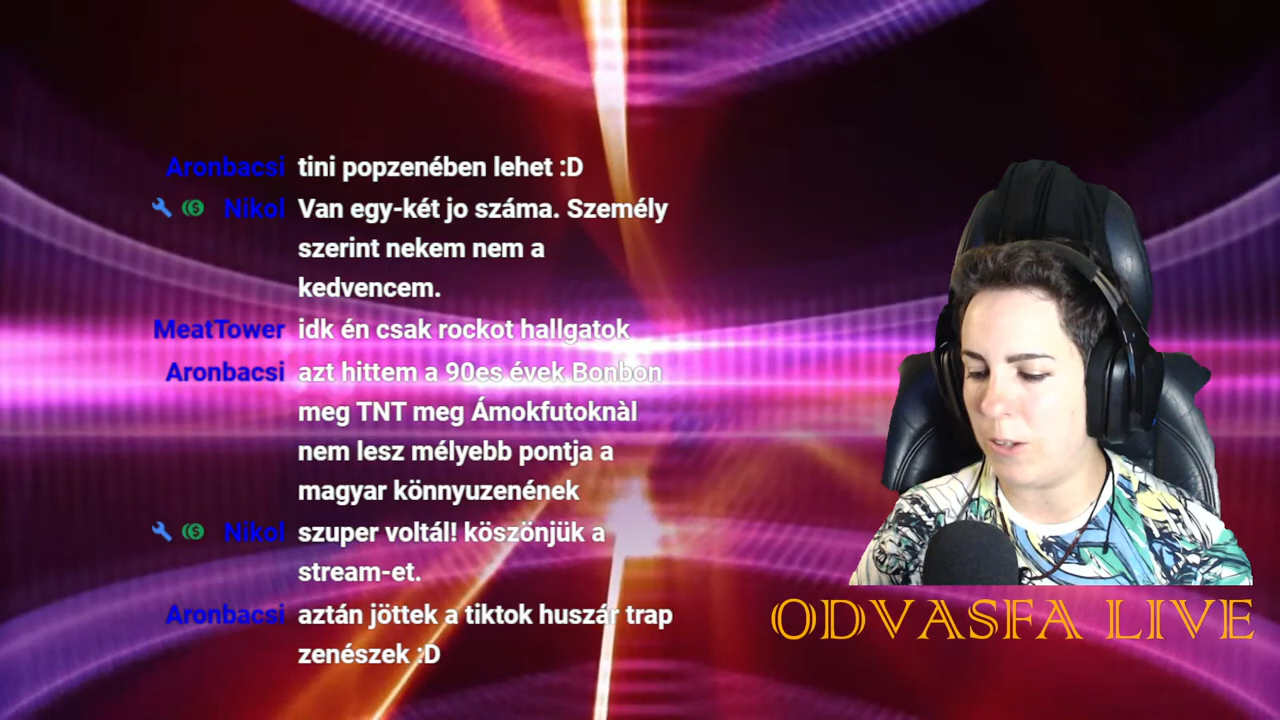 Aronbacsi tini popzenében lehet :D
Nikol Van egy-két jo száma. Személy
szerint nekem nem a
kedvencem.
MeatTower idk én csak rockot hallgatok
Aronbacsi azt hittem a 90es évek Bonbon
meg TNT meg Ámokfutoknàl
nem lesz mélyebb pontja a
magyar könnyuzenének
Nikol szuper voltál! köszönjük a
stream-et.
Aronbacsi aztán jöttek a tiktok huszár trap
zenészek :D
ODVASFA LIVE